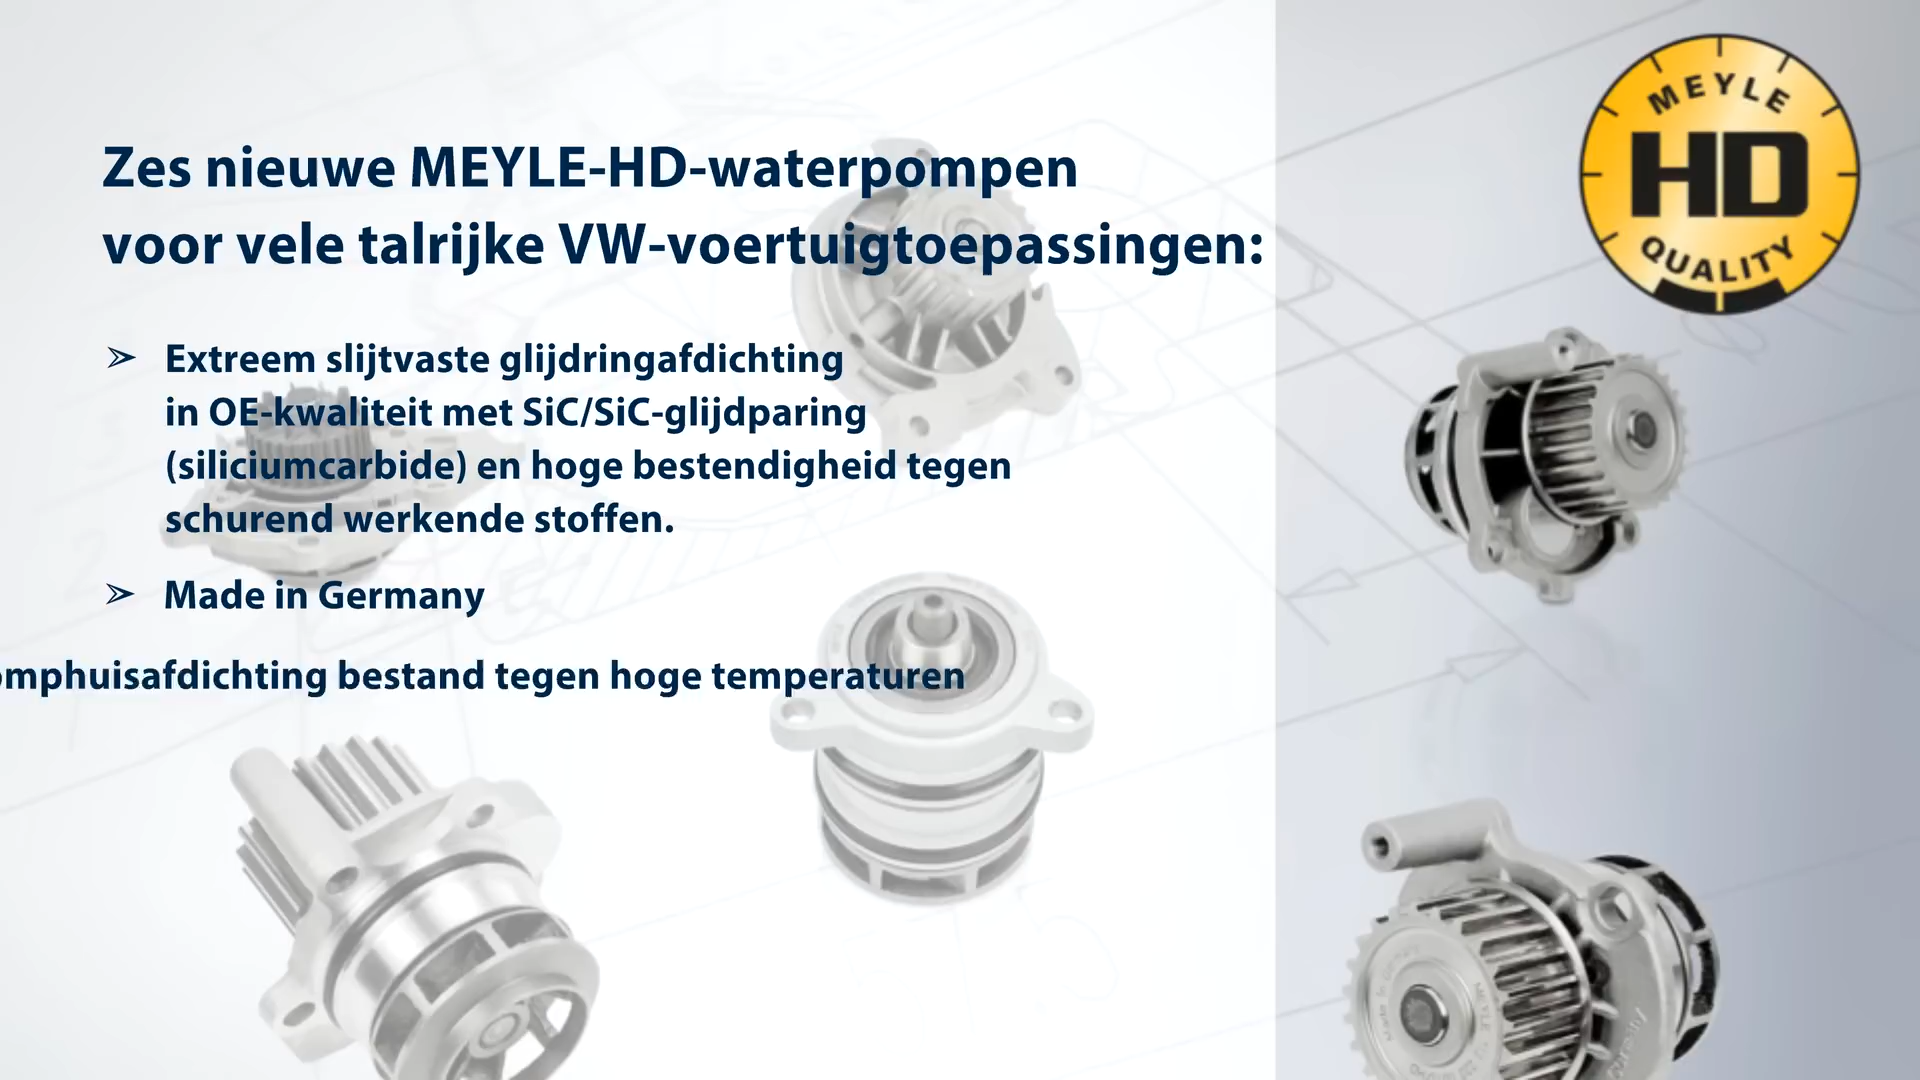 Zes nieuwe MEYLE-HD-waterpompen
voor vele talrijke VW-voertuigtoepassingen:
MEYLE
HD
QUALITY
➢ Extreem slijtvaste glijdringafdichting
in OE-kwaliteit met SiC/SiC-glijdparing
(siliciumcarbide) en hoge bestendigheid tegen
schurend werkende stoffen.
➢ Made in Germany
omphuisafdichting bestand tegen hoge temperaturen